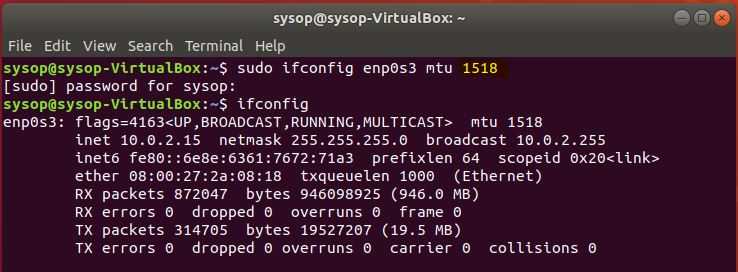 sysop@sysop-VirtualBox: ~
File Edit View Search Terminal Help
sysop@sysop-VirtualBox:~$ sudo ifconfig enp0s3 mtu 1518
[sudo] password for sysop:
sysop@sysop-VirtualBox:~$ ifconfig
enp0s3: flags=4163<UP,BROADCAST,RUNNING,MULTICAST>  mtu 1518
        inet 10.0.2.15  netmask 255.255.255.0  broadcast 10.0.2.255
        inet6 fe80::6e8e:6361:7672:71a3  prefixlen 64  scopeid 0x20<link>
        ether 08:00:27:2a:08:18  txqueuelen 1000  (Ethernet)
        RX packets 872047  bytes 946098925 (946.0 MB)
        RX errors 0  dropped 0  overruns 0  frame 0
        TX packets 314705  bytes 19527207 (19.5 MB)
        TX errors 0  dropped 0 overruns 0  carrier 0  collisions 0